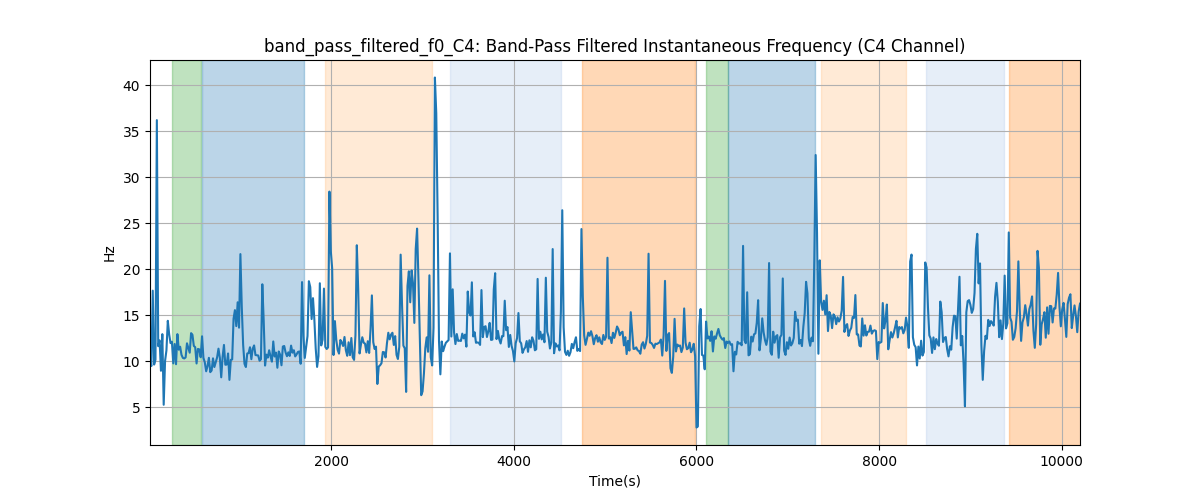 band_pass_filtered_f0_C4: Band-Pass Filtered Instantaneous Frequency (C4 Channel)
40
35
30
25
20
15
10
5
Hz
2000 4000 6000 8000 10000
Time(s)